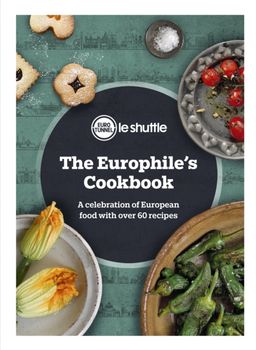 EURO
TUNNEL
le shuttle
The Europhile's
Cookbook
A celebration of European
food with over 60 recipes